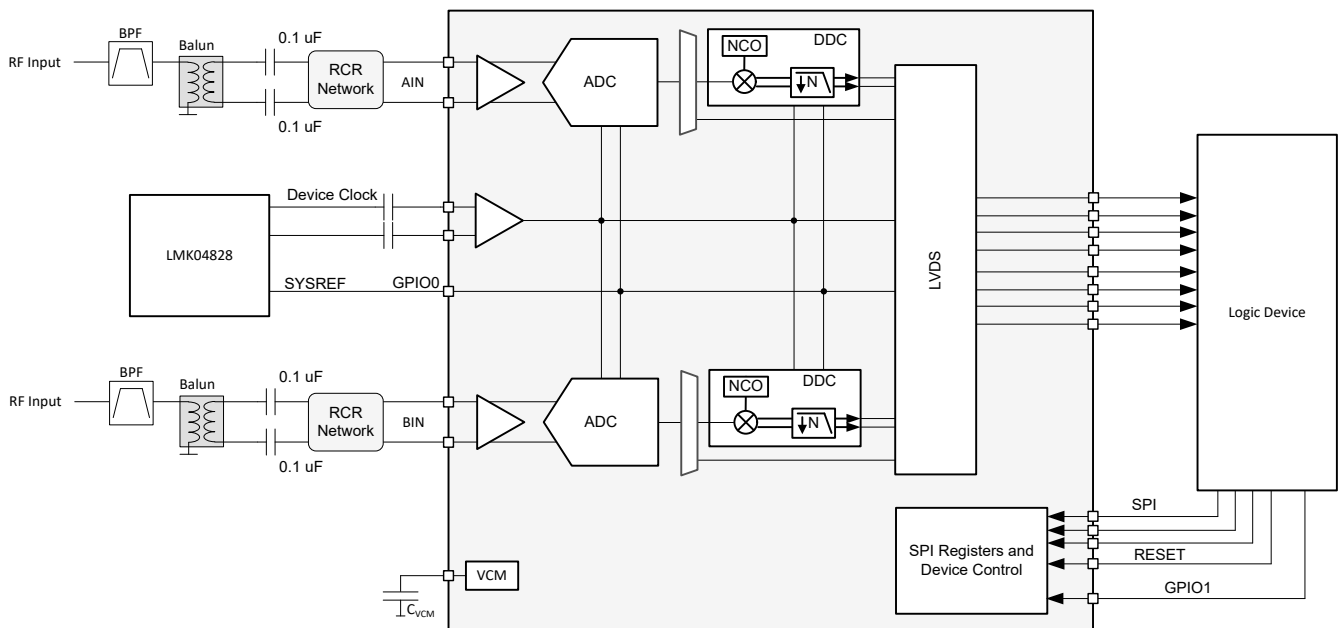 BPF
Balun
0.1 uF
RF Input
RCR
Network
AIN
0.1 uF
ADC
NCO
DDC
N
Device Clock
LMK04828
SYSREF
GPIO0
LVDS
Logic Device
BPF
Balun
0.1 uF
RF Input
RCR
Network
BIN
0.1 uF
ADC
NCO
DDC
N
SPI
SPI Registers and
Device Control
RESET
GPIO1
VCM
CVCM